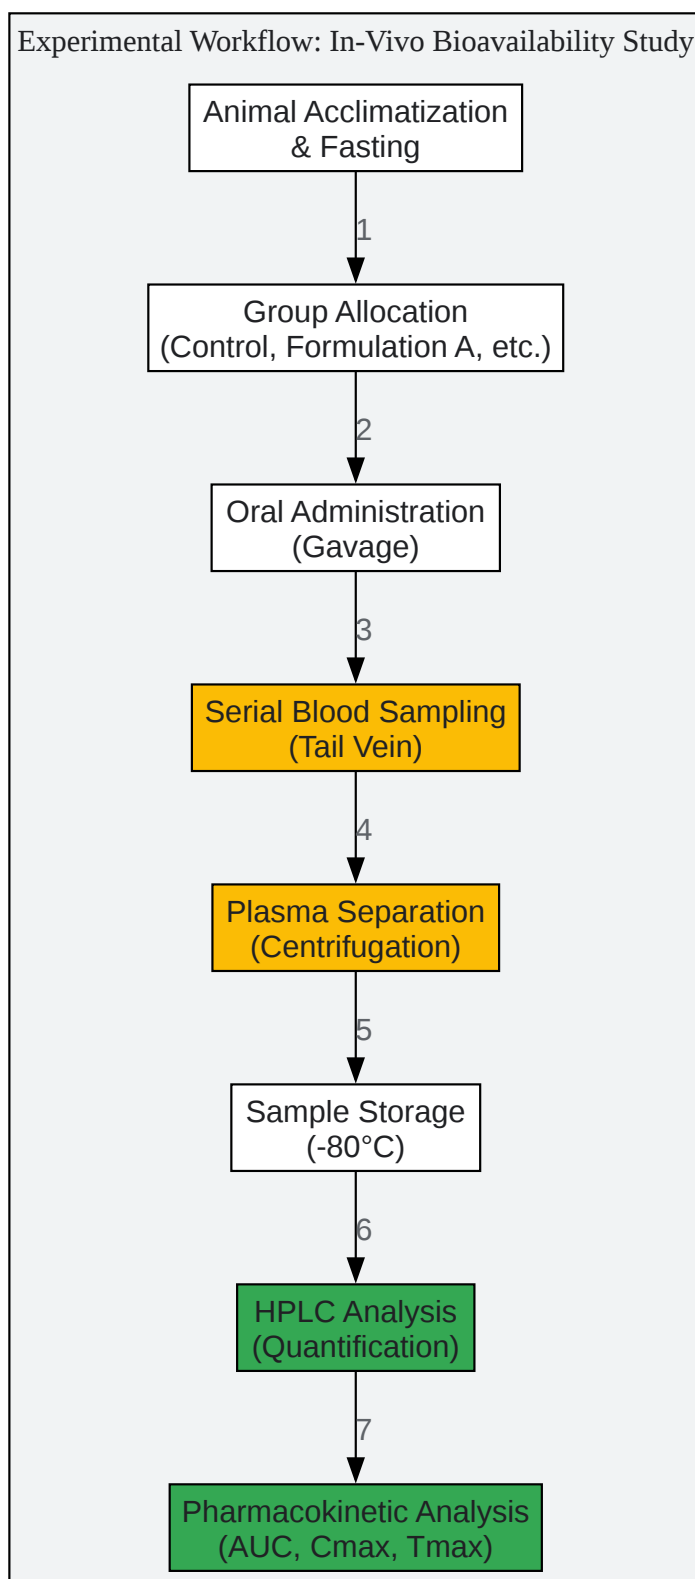 Experimental Workflow: In-Vivo Bioavailability Study
Animal Acclimatization
& Fasting
1
Group Allocation
(Control, Formulation A, etc.)
2
Oral Administration
(Gavage)
3
Serial Blood Sampling
(Tail Vein)
4
Plasma Separation
(Centrifugation)
5
Sample Storage
(-80°C)
6
HPLC Analysis
(Quantification)
7
Pharmacokinetic Analysis
(AUC, Cmax, Tmax)